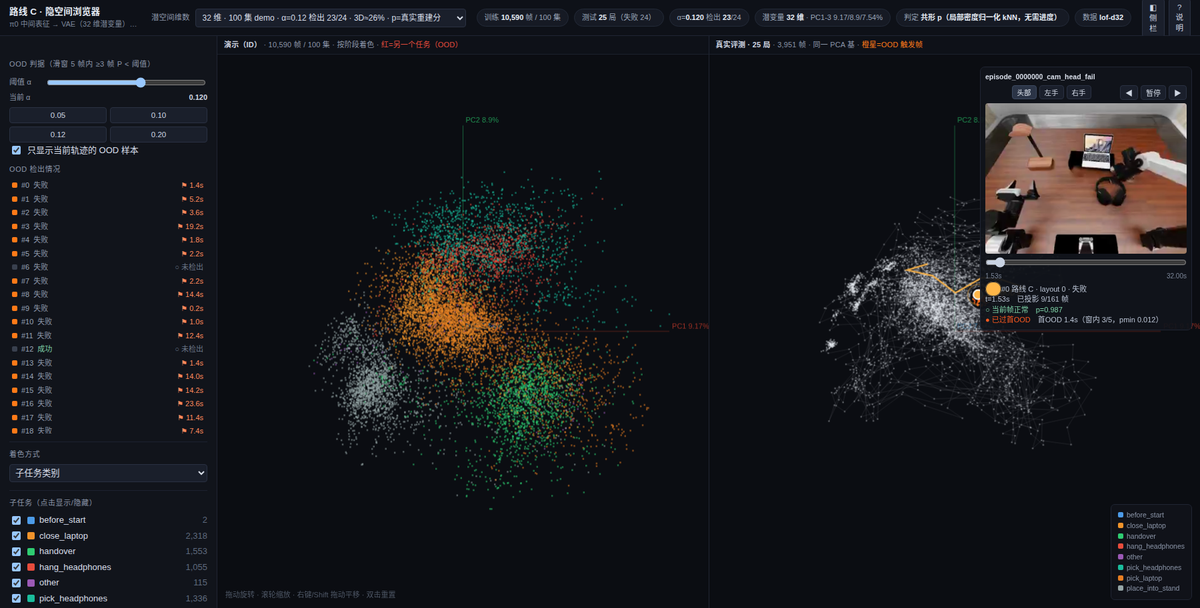 路线 C · 隐空间浏览器
π0 中间表征 → VAE（32 维潜变量）…
潜空间维数
32 维 · 100 集 demo · α=0.12 检出 23/24 · 3D≈26% · p=真实重建分
训练 10,590 帧 / 100 集
测试 25 局（失败 24）
α=0.120 检出 23/24
潜变量 32 维 · PC1-3 9.17/8.9/7.54%
判定 共形 p（局部密度归一化 kNN，无需进度）
数据 lof-d32
◧ 侧栏
? 说明
OOD 判据（滑窗 5 帧内 ≥3 帧 P < 阈值）
阈值 α
当前 α 0.120
0.05 0.10
0.12 0.20
只显示当前轨迹的 OOD 样本
OOD 检出情况
#0 失败 ⚑ 1.4s
#1 失败 ⚑ 5.2s
#2 失败 ⚑ 3.6s
#3 失败 ⚑ 19.2s
#4 失败 ⚑ 1.8s
#5 失败 ⚑ 2.2s
#6 失败 ○ 未检出
#7 失败 ⚑ 2.2s
#8 失败 ⚑ 14.4s
#9 失败 ⚑ 0.2s
#10 失败 ⚑ 1.0s
#11 失败 ⚑ 12.4s
#12 成功 ○ 未检出
#13 失败 ⚑ 1.4s
#14 失败 ⚑ 14.0s
#15 失败 ⚑ 14.2s
#16 失败 ⚑ 23.6s
#17 失败 ⚑ 11.4s
#18 失败 ⚑ 7.4s
着色方式
子任务类别
子任务（点击显示/隐藏）
before_start 2
close_laptop 2,318
handover 1,553
hang_headphones 1,055
other 115
pick_headphones 1,336
演示（ID） · 10,590 帧 / 100 集 · 按阶段着色 · 红=另一个任务（OOD）
PC2 8.9%
PC1 9.17%
拖动旋转 · 滚轮缩放 · 右键/Shift 拖动平移 · 双击重置
真实评测 · 25 局 · 3,951 帧 · 同一 PCA 基 · 橙星=OOD 触发帧
PC2 8.
episode_0000000_cam_head_fail
头部 左手 右手 ◀ 暂停 ▶
1.53s 32.00s
#0 路线 C · layout 0 · 失败
t=1.53s 已投影 9/161 帧
○ 当前帧正常 p=0.987
● 已过首OOD 首OOD 1.4s（窗内 3/5，pmin 0.012）
before_start
close_laptop
handover
hang_headphones
other
pick_headphones
pick_laptop
place_into_stand